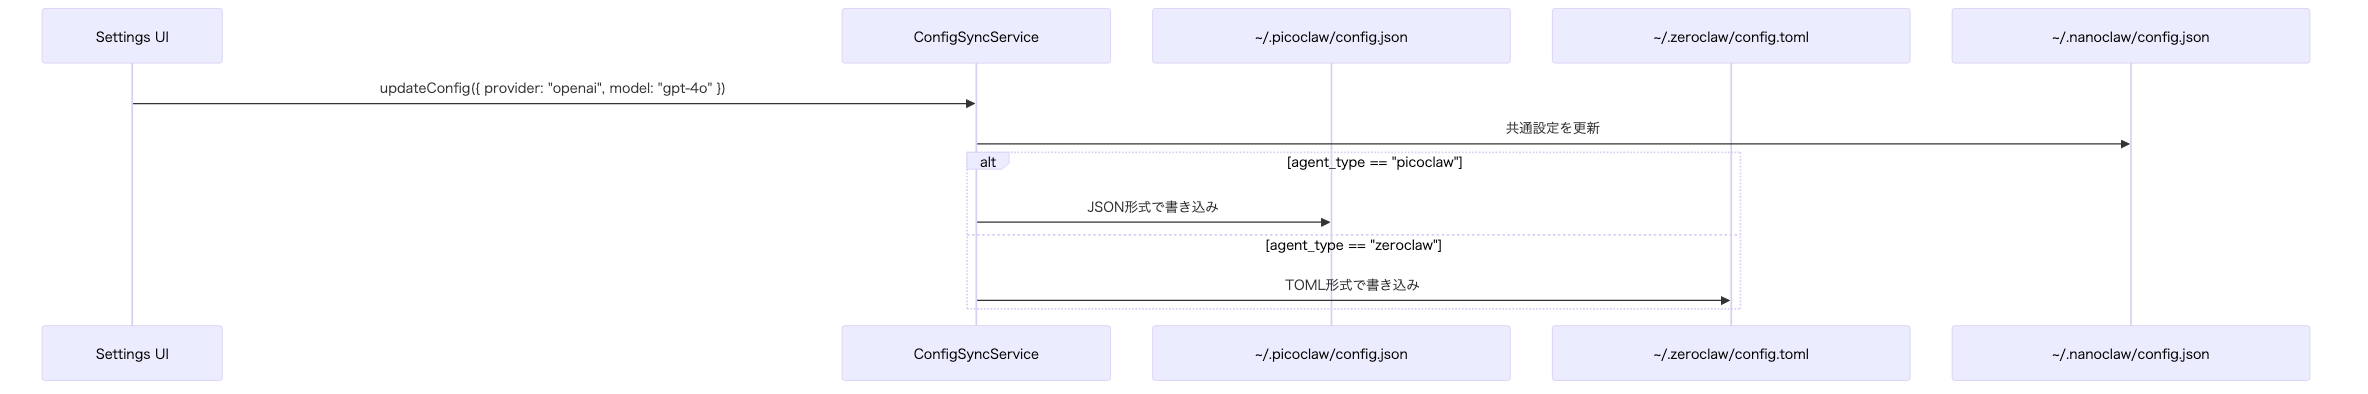 Settings UI
ConfigSyncService
~/.picoclaw/config.json
~/.zeroclaw/config.toml
~/.nanoclaw/config.json
updateConfig({ provider: "openai", model: "gpt-4o" })
共通設定を更新
alt
[agent_type == "picoclaw"]
JSON形式で書き込み
[agent_type == "zeroclaw"]
TOML形式で書き込み
Settings UI
ConfigSyncService
~/.picoclaw/config.json
~/.zeroclaw/config.toml
~/.nanoclaw/config.json